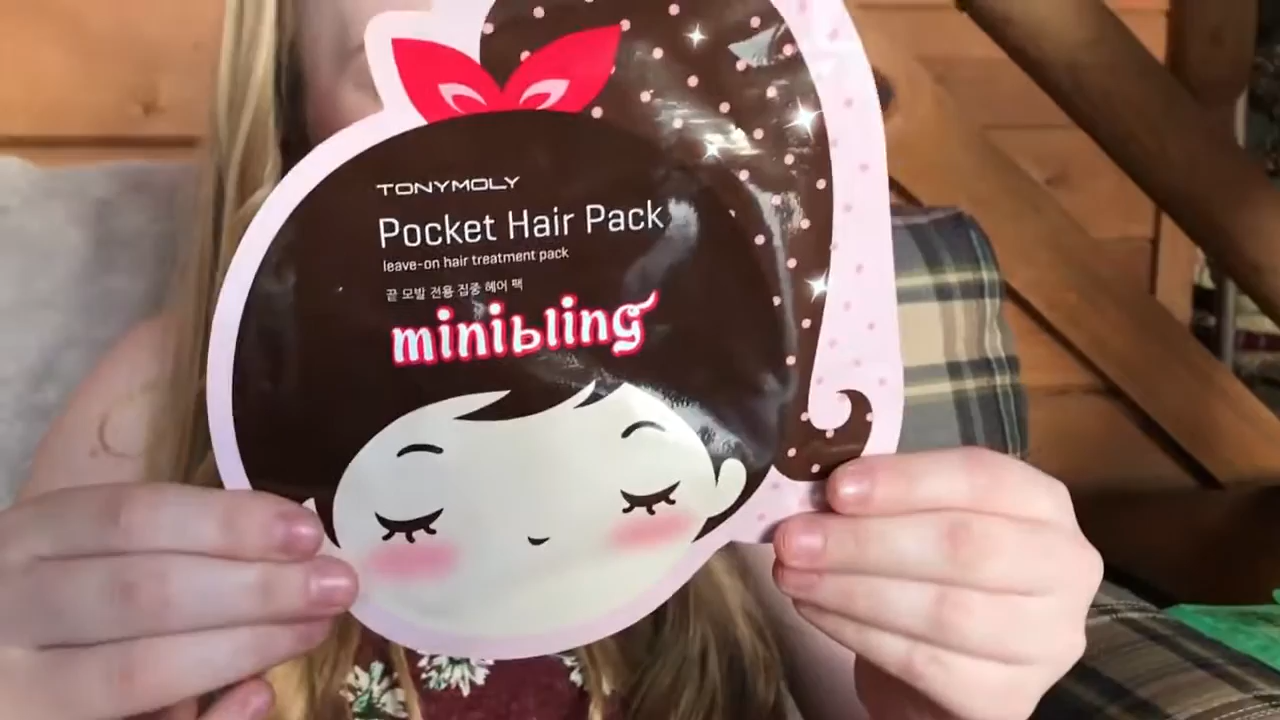 TONYMOLY
Pocket Hair Pack
leave-on hair treatment pack
끝 모발 전용 집중 헤어 팩
minibling